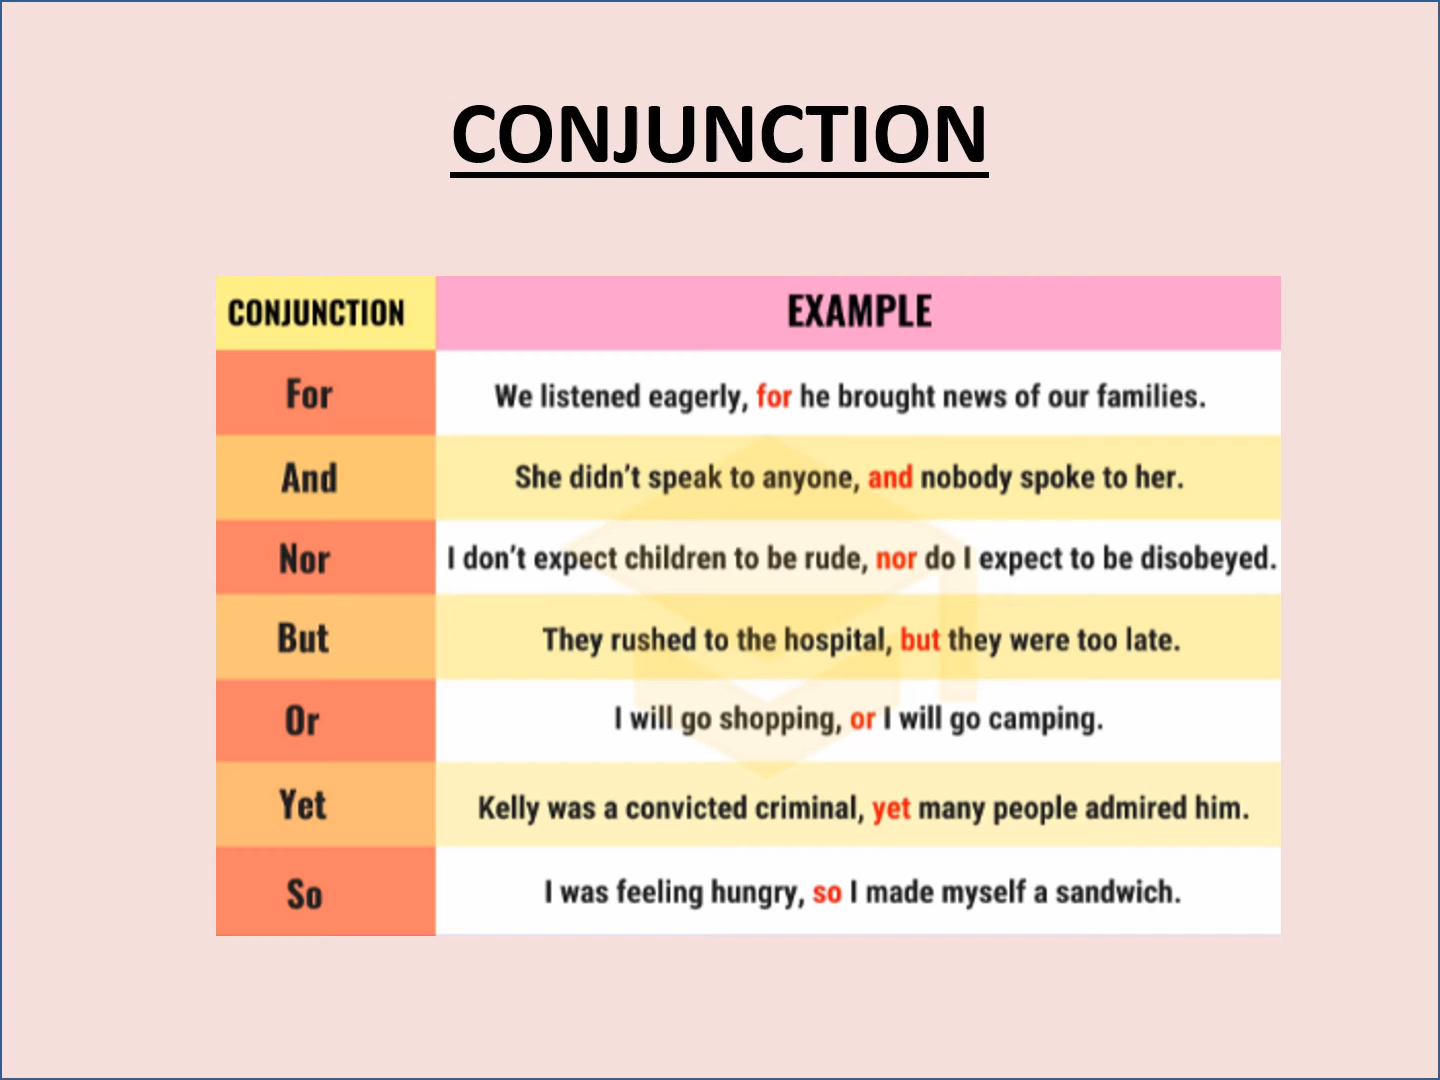 CONJUNCTION
CONJUNCTION EXAMPLE
For We listened eagerly, for he brought news of our families.
And She didn't speak to anyone, and nobody spoke to her.
Nor I don't expect children to be rude, nor do I expect to be disobeyed.
But They rushed to the hospital, but they were too late.
Or I will go shopping, or I will go camping.
Yet Kelly was a convicted criminal, yet many people admired him.
So I was feeling hungry, so I made myself a sandwich.